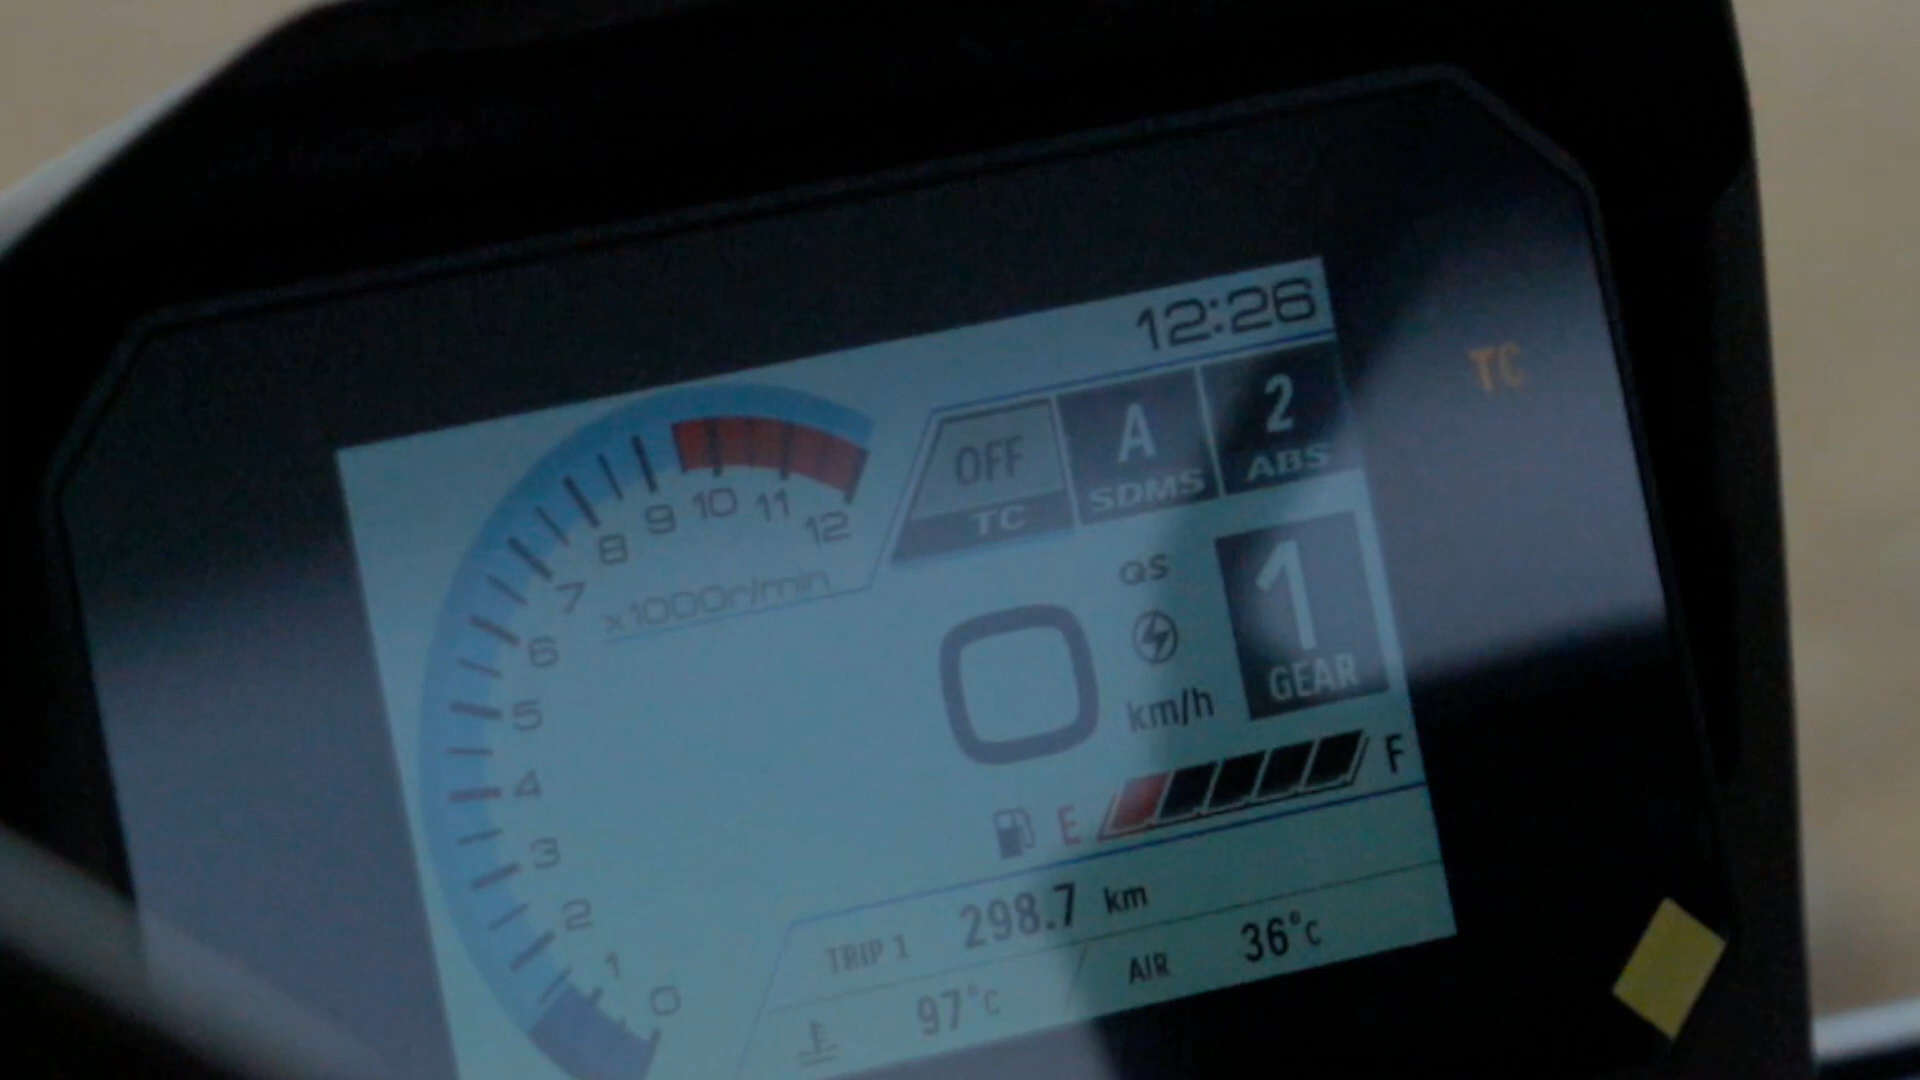 12:26
OFF
TC
A
SDMS
2
ABS
TC
12
11
10
9
8
7
6
5
4
3
2
1
0
x1000r/min
QS
0
km/h
1
GEAR
E
F
TRIP 1 298.7 km
97°C
AIR 36°C